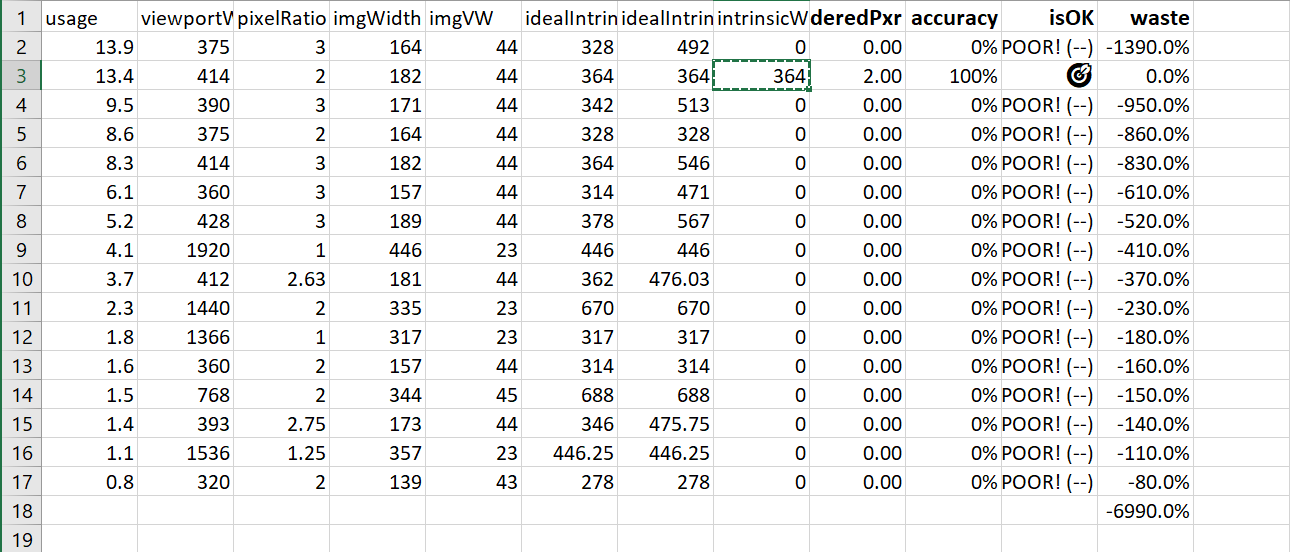 1 usage viewportW pixelRatio imgWidth imgVW idealIntrin idealIntrin intrinsicW deredPxr accuracy isOK waste
2 13.9 375 3 164 44 328 492 0 0.00 0% POOR! (--) -1390.0%
3 13.4 414 2 182 44 364 364 364 2.00 100% 0.0%
4 9.5 390 3 171 44 342 513 0 0.00 0% POOR! (--) -950.0%
5 8.6 375 2 164 44 328 328 0 0.00 0% POOR! (--) -860.0%
6 8.3 414 3 182 44 364 546 0 0.00 0% POOR! (--) -830.0%
7 6.1 360 3 157 44 314 471 0 0.00 0% POOR! (--) -610.0%
8 5.2 428 3 189 44 378 567 0 0.00 0% POOR! (--) -520.0%
9 4.1 1920 1 446 23 446 446 0 0.00 0% POOR! (--) -410.0%
10 3.7 412 2.63 181 44 362 476.03 0 0.00 0% POOR! (--) -370.0%
11 2.3 1440 2 335 23 670 670 0 0.00 0% POOR! (--) -230.0%
12 1.8 1366 1 317 23 317 317 0 0.00 0% POOR! (--) -180.0%
13 1.6 360 2 157 44 314 314 0 0.00 0% POOR! (--) -160.0%
14 1.5 768 2 344 45 688 688 0 0.00 0% POOR! (--) -150.0%
15 1.4 393 2.75 173 44 346 475.75 0 0.00 0% POOR! (--) -140.0%
16 1.1 1536 1.25 357 23 446.25 446.25 0 0.00 0% POOR! (--) -110.0%
17 0.8 320 2 139 43 278 278 0 0.00 0% POOR! (--) -80.0%
18 -6990.0%
19